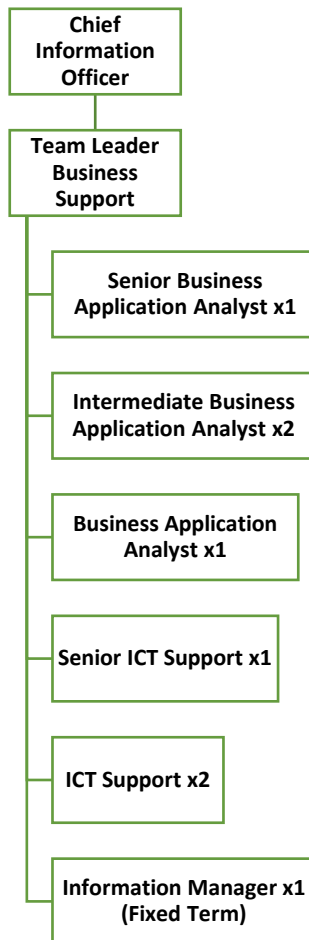 Chief
Information
Officer
Team Leader
Business
Support
Senior Business
Application Analyst x1
Intermediate Business
Application Analyst x2
Business Application
Analyst x1
Senior ICT Support x1
ICT Support x2
Information Manager x1
(Fixed Term)